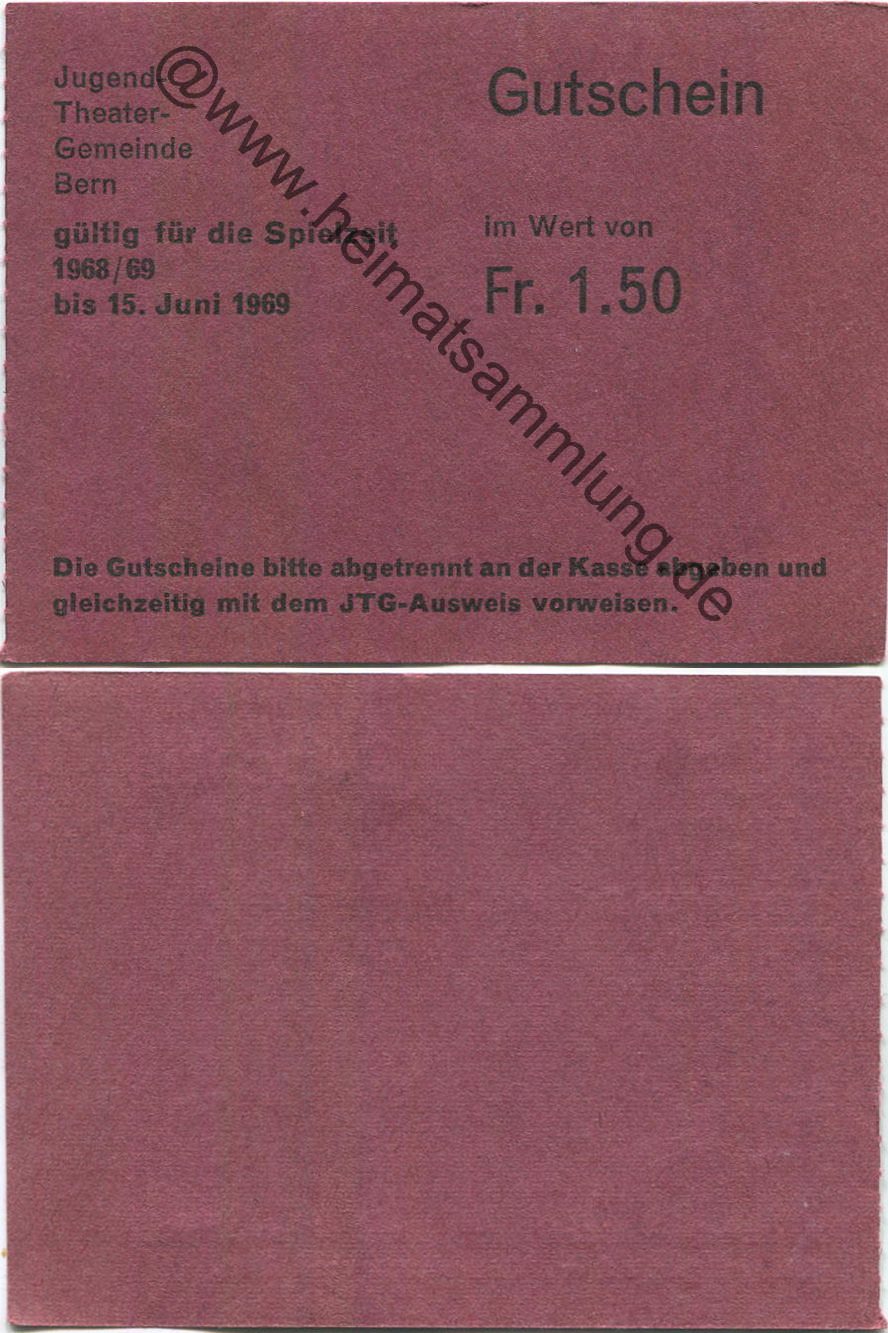 Jugend-
Theater-
Gemeinde
Bern
gültig für die Spielzeit
1968/69
bis 15. Juni 1969
Gutschein
im Wert von
Fr. 1.50
Die Gutscheine bitte abgetrennt an der Kasse abgeben und
gleichzeitig mit dem JTG-Ausweis vorweisen.
@www.heimatsammlung.de